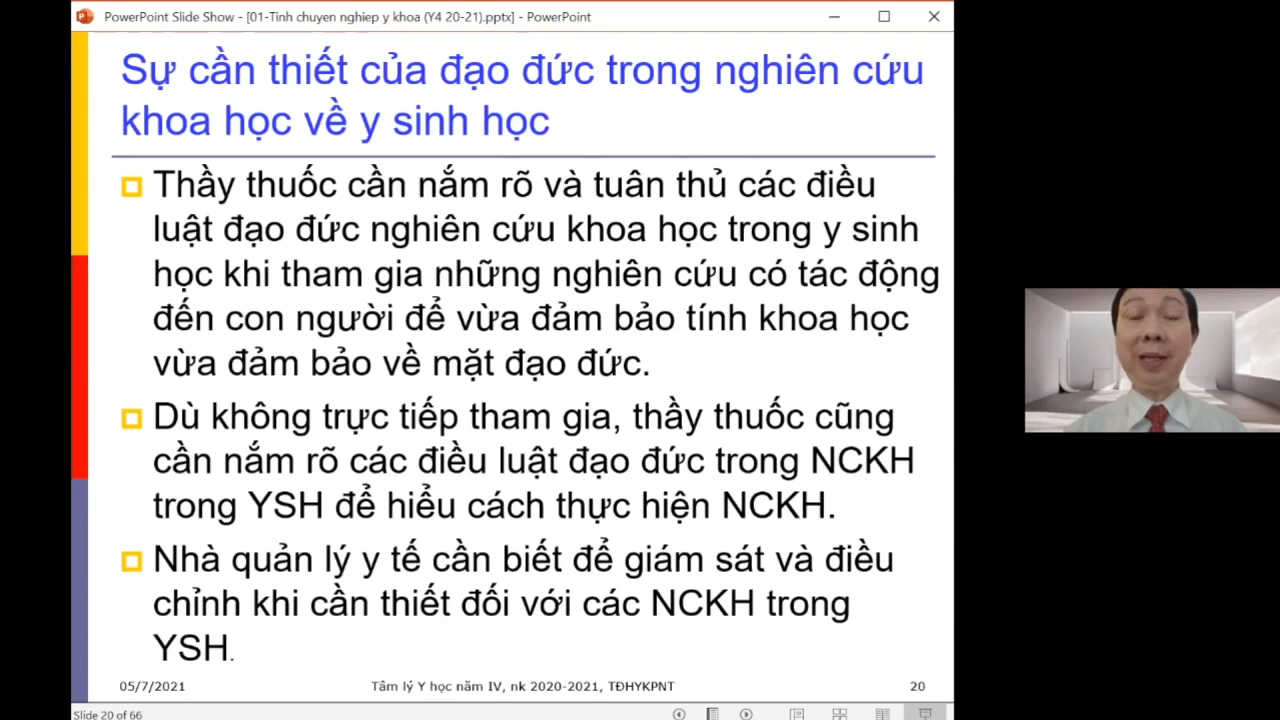 PowerPoint Slide Show - [01-Tinh chuyen nghiep y khoa (Y4 20-21).pptx] - PowerPoint
Sự cần thiết của đạo đức trong nghiên cứu
khoa học về y sinh học
Thầy thuốc cần nắm rõ và tuân thủ các điều
luật đạo đức nghiên cứu khoa học trong y sinh
học khi tham gia những nghiên cứu có tác động
đến con người để vừa đảm bảo tính khoa học
vừa đảm bảo về mặt đạo đức.
Dù không trực tiếp tham gia, thầy thuốc cũng
cần nắm rõ các điều luật đạo đức trong NCKH
trong YSH để hiểu cách thực hiện NCKH.
Nhà quản lý y tế cần biết để giám sát và điều
chỉnh khi cần thiết đối với các NCKH trong
YSH.
05/7/2021 Tâm lý Y học năm IV, nk 2020-2021, TĐHYKPNT 20
Slide 20 of 66